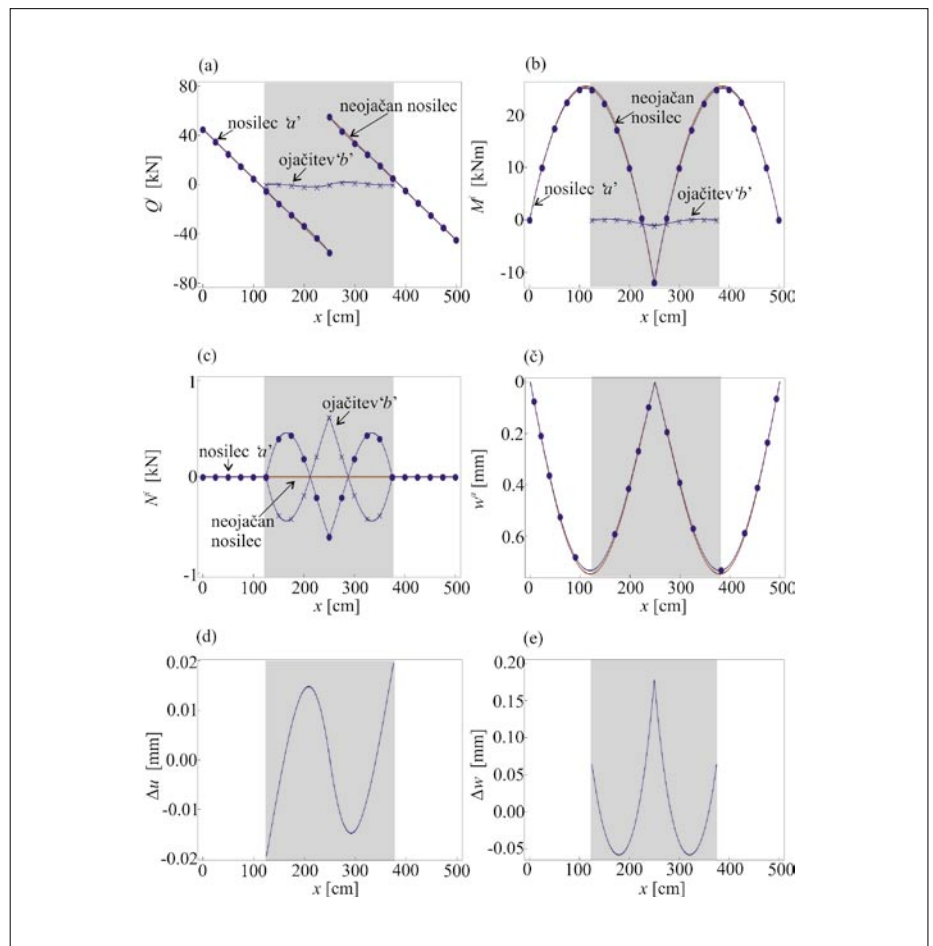 (a)
80
40
0
-40
-80
Qⁱ [kN]
nosilec 'a'
neojačan nosilec
ojačitev 'b'
0 100 200 300 400 500
x [cm]
(b)
20
10
0
-10
Mⁱ [kNm]
neojačan
nosilec
nosilec 'a'
ojačitev 'b'
0 100 200 300 400 500
x [cm]
(c)
1
0
-1
Nⁱ [kN]
ojačitev 'b'
nosilec 'a'
neojačan
nosilec
0 100 200 300 400 500
x [cm]
(č)
0
0.2
0.4
0.6
wᵃ [mm]
0 100 200 300 400 500
x [cm]
(d)
0.02
0.01
0.00
-0.01
-0.02
Δu [mm]
0 100 200 300 400 500
x [cm]
(e)
0.20
0.15
0.10
0.05
0.00
-0.05
Δw [mm]
0 100 200 300 400 500
x [cm]